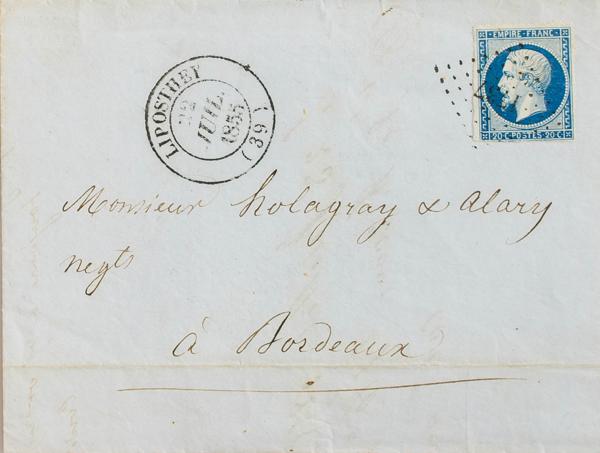 EMPIRE FRANC.
20 C. POSTES. 20 C.
LIPOSTHEY
22
JUIL.
1855
(39)
Monsieur Holagray & Alary
negts
à Bordeaux